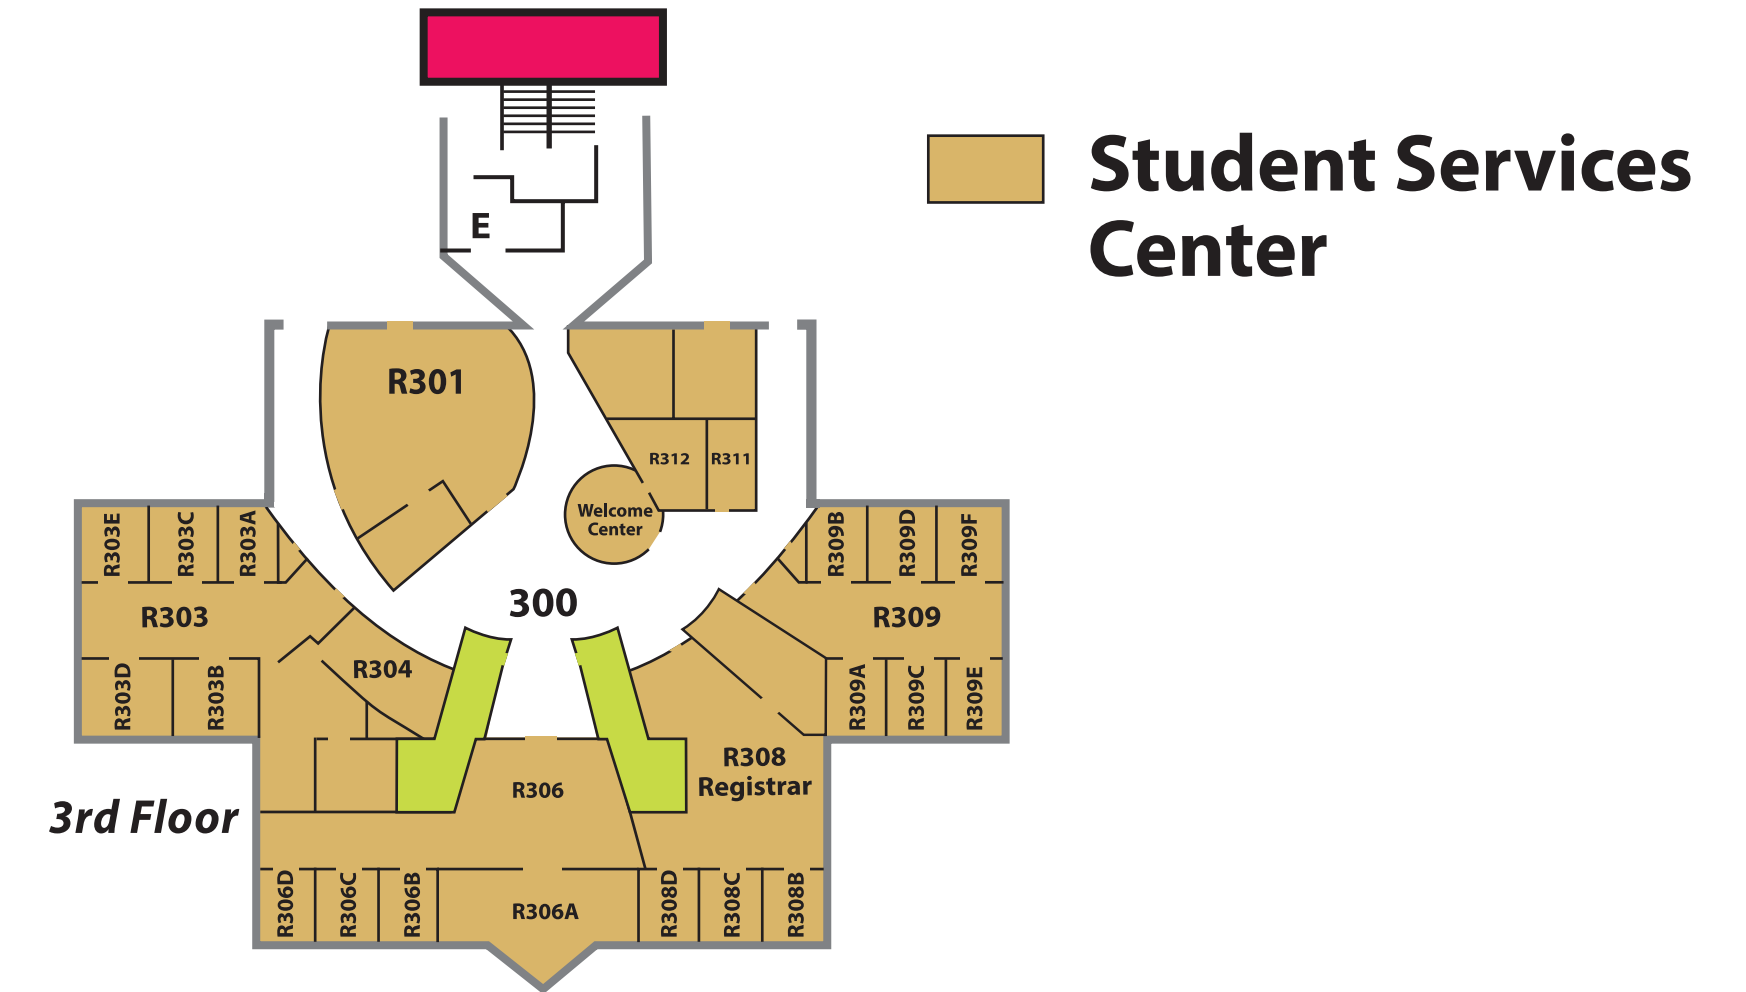 Student Services
Center
E
R301
R312
R311
Welcome
Center
R303E
R303C
R303A
R309B
R309D
R309F
300
R303
R309
R304
R303D
R303B
R309A
R309C
R309E
R308
Registrar
R306
3rd Floor
R306D
R306C
R306B
R306A
R308D
R308C
R308B